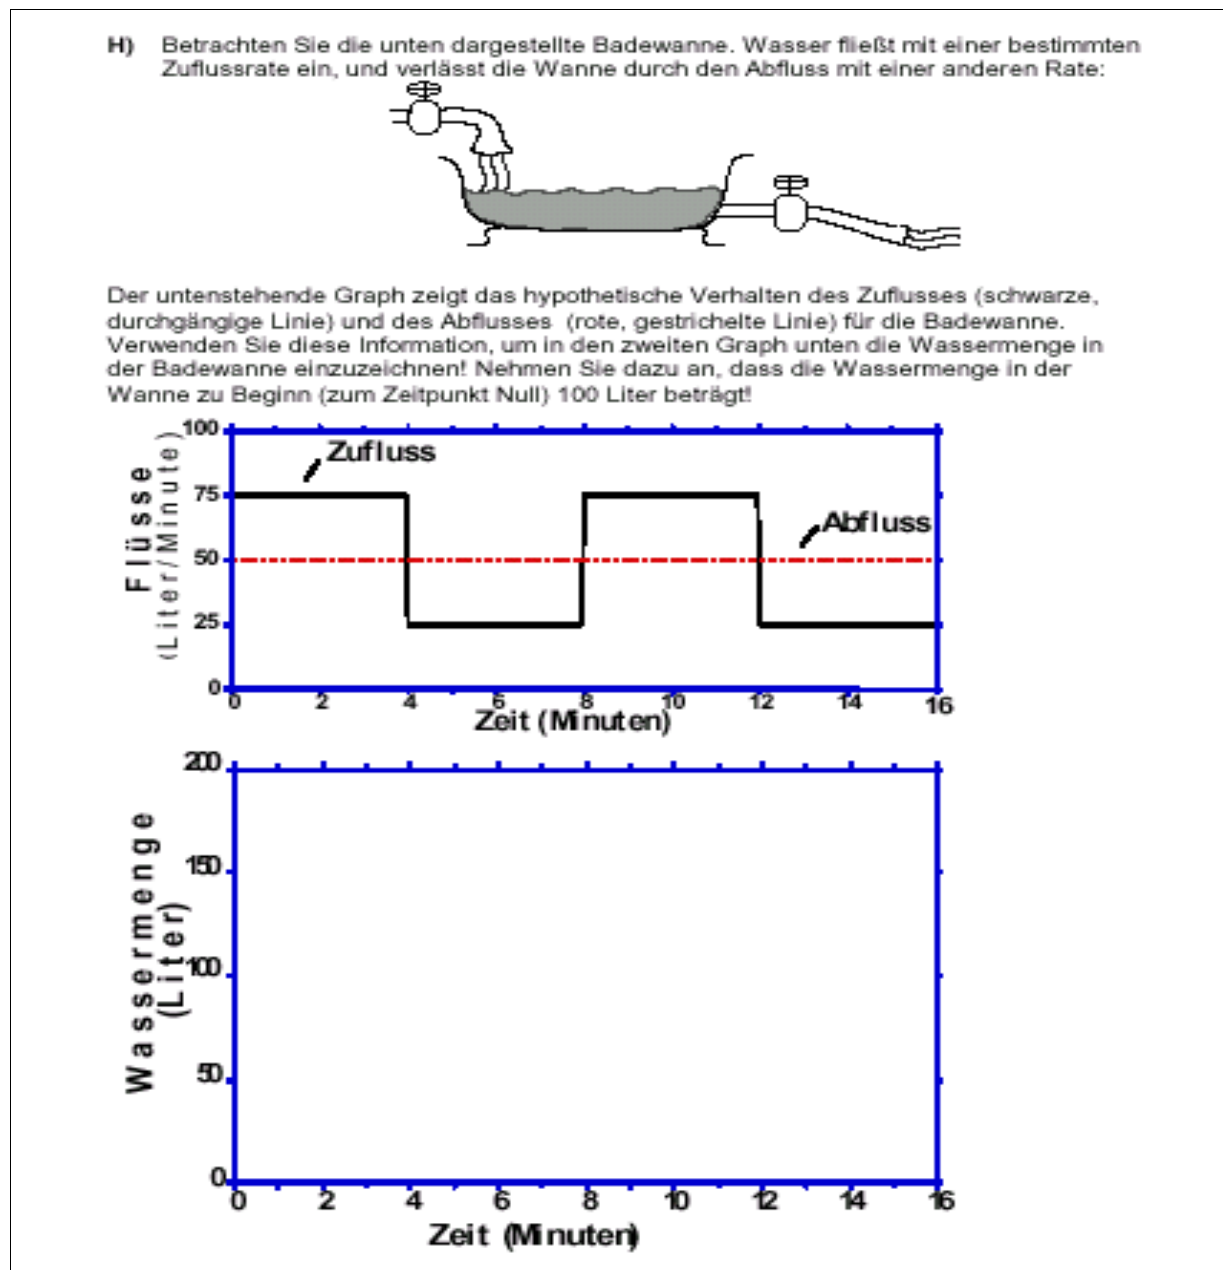 H) Betrachten Sie die unten dargestellte Badewanne. Wasser fließt mit einer bestimmten
Zuflussrate ein, und verlässt die Wanne durch den Abfluss mit einer anderen Rate:
Der untenstehende Graph zeigt das hypothetische Verhalten des Zuflusses (schwarze,
durchgängige Linie) und des Abflusses (rote, gestrichelte Linie) für die Badewanne.
Verwenden Sie diese Information, um in den zweiten Graph unten die Wassermenge in
der Badewanne einzuzeichnen! Nehmen Sie dazu an, dass die Wassermenge in der
Wanne zu Beginn (zum Zeitpunkt Null) 100 Liter beträgt!
Flüsse
(Liter/Minute)
100
75
50
25
0
Zufluss
Abfluss
0 2 4 6 8 10 12 14 16
Zeit (Minuten)
Wassermenge
(Liter)
200
150
100
50
0
0 2 4 6 8 10 12 14 16
Zeit (Minuten)